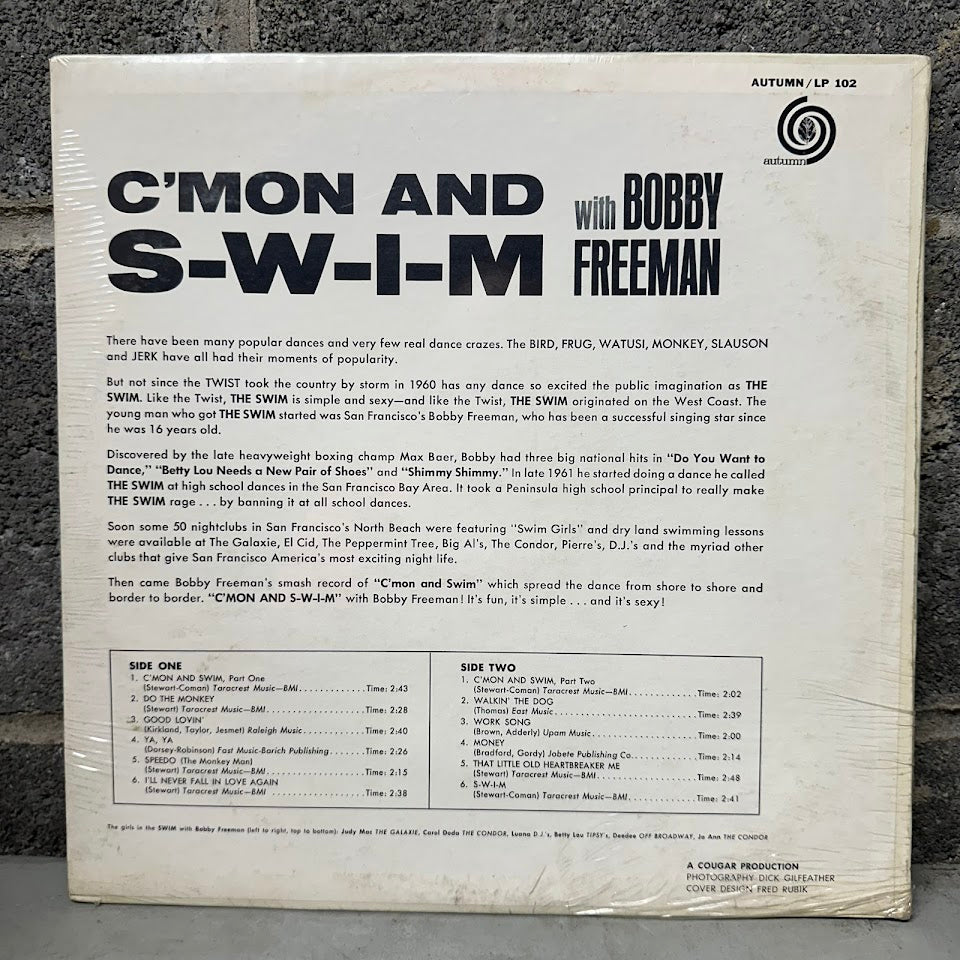 AUTUMN/LP 102
autumn
C'MON AND
S-W-I-M
with BOBBY
FREEMAN
There have been many popular dances and very few real dance crazes. The BIRD, FRUG, WATUSI, MONKEY, SLAUSON
and JERK have all had their moments of popularity.
But not since the TWIST took the country by storm in 1960 has any dance so excited the public imagination as THE
SWIM. Like the Twist, THE SWIM is simple and sexy—and like the Twist, THE SWIM originated on the West Coast. The
young man who got THE SWIM started was San Francisco's Bobby Freeman, who has been a successful singing star since
he was 16 years old.
Discovered by the late heavyweight boxing champ Max Baer, Bobby had three big national hits in "Do You Want to
Dance," "Betty Lou Needs a New Pair of Shoes" and "Shimmy Shimmy." In late 1961 he started doing a dance he called
THE SWIM at high school dances in the San Francisco Bay Area. It took a Peninsula high school principal to really make
THE SWIM rage . . . by banning it at all school dances.
Soon some 50 nightclubs in San Francisco's North Beach were featuring "Swim Girls" and dry land swimming lessons
were available at The Galaxie, El Cid, The Peppermint Tree, Big Al's, The Condor, Pierre's, D.J.'s and the myriad other
clubs that give San Francisco America's most exciting night life.
Then came Bobby Freeman's smash record of "C'mon and Swim" which spread the dance from shore to shore and
border to border. "C'MON AND S-W-I-M" with Bobby Freeman! It's fun, it's simple . . . and it's sexy!
SIDE ONE
1. C'MON AND SWIM, Part One
(Stewart-Coman) Taracrest Music—BMI.............Time: 2:43
2. DO THE MONKEY
(Stewart) Taracrest Music—BMI....................Time: 2:28
3. GOOD LOVIN'
(Kirkland, Taylor, Jesmet) Raleigh Music............Time: 2:40
4. YA, YA
(Dorsey-Robinson) Fast Music-Barich Publishing.......Time: 2:26
5. SPEEDO (The Monkey Man)
(Stewart) Taracrest Music—BMI....................Time: 2:15
6. I'LL NEVER FALL IN LOVE AGAIN
(Stewart) Taracrest Music—BMI ...................Time: 2:38
SIDE TWO
1. C'MON AND SWIM, Part Two
(Stewart-Coman) Taracrest Music—BMI.............Time: 2:02
2. WALKIN' THE DOG
(Thomas) East Music.............................Time: 2:39
3. WORK SONG
(Brown, Adderly) Upam Music.....................Time: 2:00
4. MONEY
(Bradford, Gordy) Jobete Publishing Co.............Time: 2:14
5. THAT LITTLE OLD HEARTBREAKER ME
(Stewart) Taracrest Music—BMI....................Time: 2:48
6. S-W-I-M
(Stewart-Coman) Taracrest Music—BMI.............Time: 2:41
The girls in the SWIM with Bobby Freeman (left to right, top to bottom): Judy Mac THE GALAXIE, Carol Doda THE CONDOR, Luana D.J.'s, Betty Lou TIPSY's, Deedee OFF BROADWAY, Jo Ann THE CONDOR
A COUGAR PRODUCTION
PHOTOGRAPHY DICK GILFEATHER
COVER DESIGN FRED RUBIK